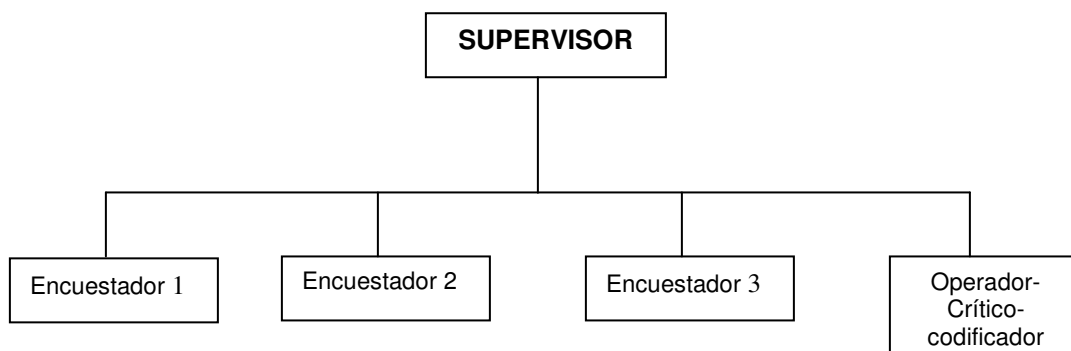 SUPERVISOR
Encuestador 1
Encuestador 2
Encuestador 3
Operador-
Crítico-
codificador